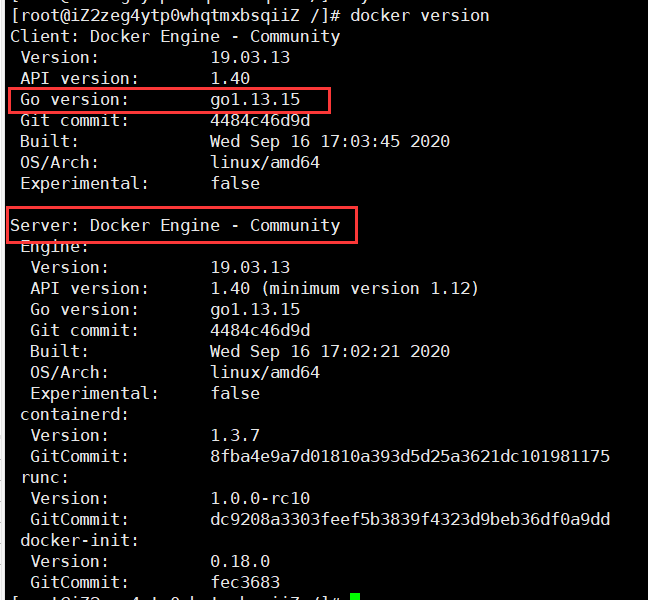 [root@iZ2zeg4ytp0whqtmxbsqiiZ /]# docker version
Client: Docker Engine - Community
 Version:           19.03.13
 API version:       1.40
 Go version:        go1.13.15
 Git commit:        4484c46d9d
 Built:             Wed Sep 16 17:03:45 2020
 OS/Arch:           linux/amd64
 Experimental:      false

Server: Docker Engine - Community
 Engine:
  Version:          19.03.13
  API version:      1.40 (minimum version 1.12)
  Go version:       go1.13.15
  Git commit:       4484c46d9d
  Built:            Wed Sep 16 17:02:21 2020
  OS/Arch:          linux/amd64
  Experimental:     false
 containerd:
  Version:          1.3.7
  GitCommit:        8fba4e9a7d01810a393d5d25a3621dc101981175
 runc:
  Version:          1.0.0-rc10
  GitCommit:        dc9208a3303feef5b3839f4323d9beb36df0a9dd
 docker-init:
  Version:          0.18.0
  GitCommit:        fec3683